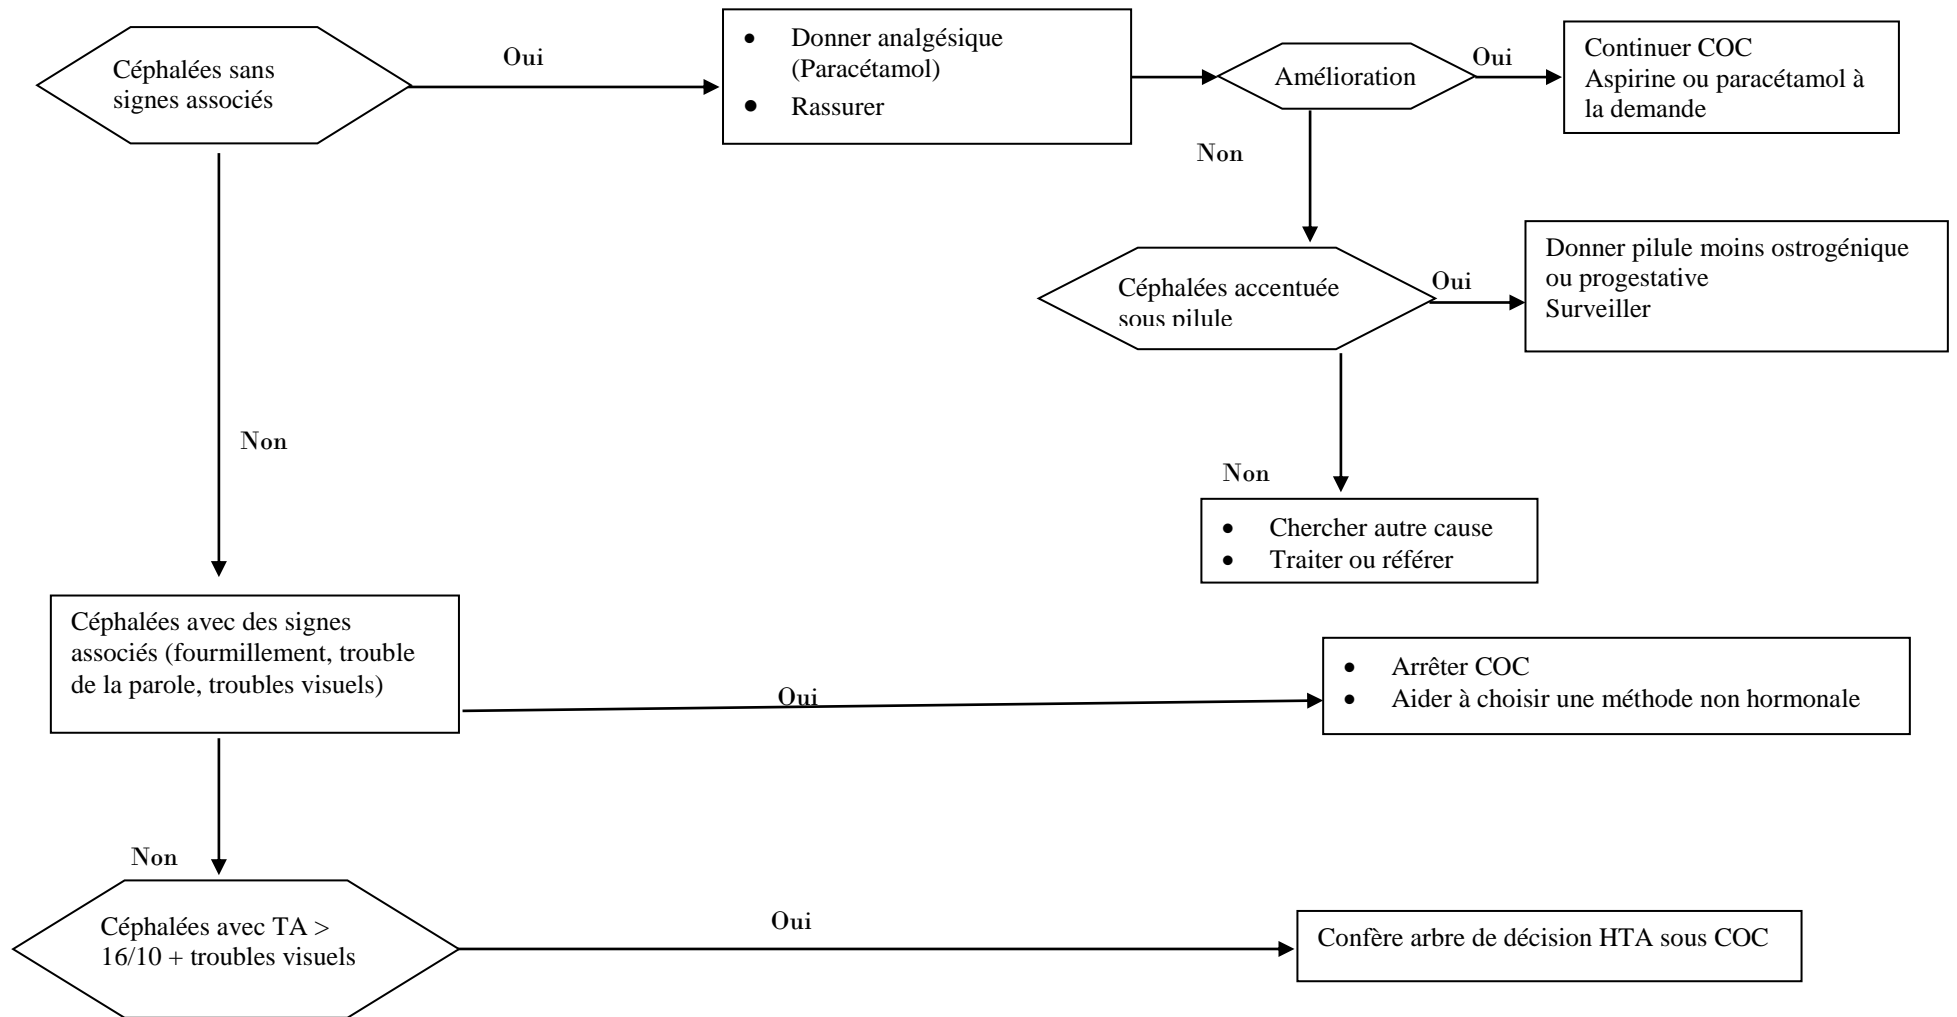 Céphalées sans
signes associés
Oui
• Donner analgésique
(Paracétamol)
• Rassurer
Amélioration
Oui
Continuer COC
Aspirine ou paracétamol à
la demande
Non
Céphalées accentuée
sous pilule
Oui
Donner pilule moins ostrogénique
ou progestative
Surveiller
Non
Non
• Chercher autre cause
• Traiter ou référer
Céphalées avec des signes
associés (fourmillement, trouble
de la parole, troubles visuels)
Oui
• Arrêter COC
• Aider à choisir une méthode non hormonale
Non
Céphalées avec TA >
16/10 + troubles visuels
Oui
Confère arbre de décision HTA sous COC